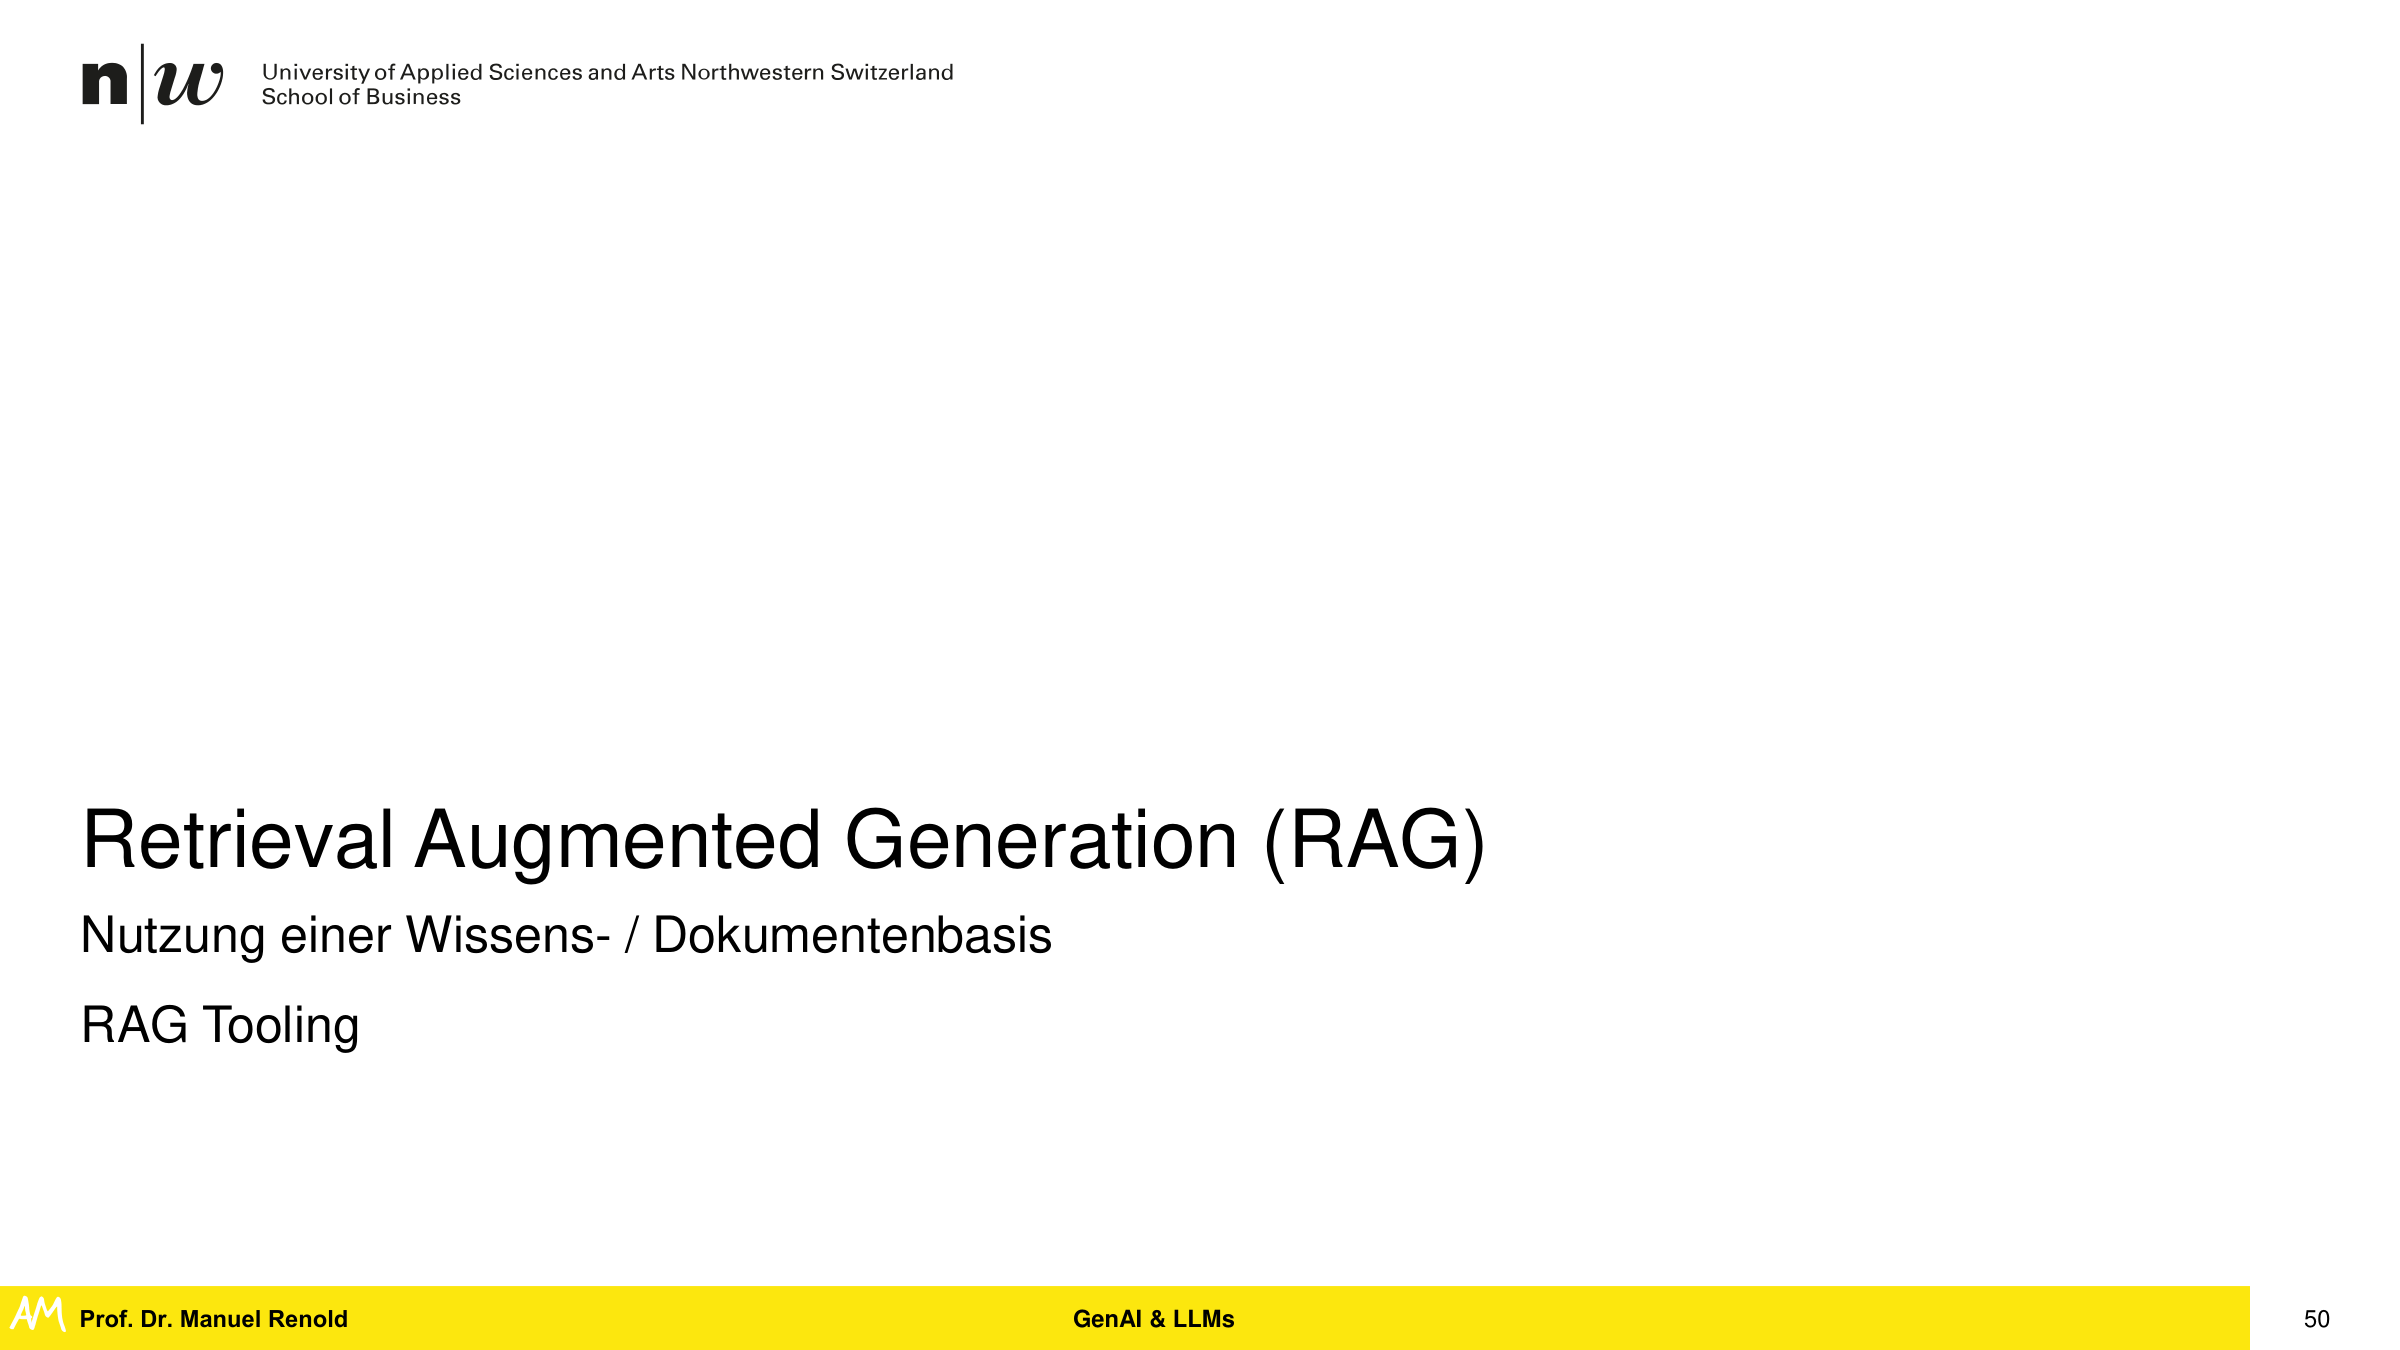 n|w
University of Applied Sciences and Arts Northwestern Switzerland
School of Business
Retrieval Augmented Generation (RAG)
Nutzung einer Wissens- / Dokumentenbasis
RAG Tooling
AM
Prof. Dr. Manuel Renold
GenAI & LLMs
50